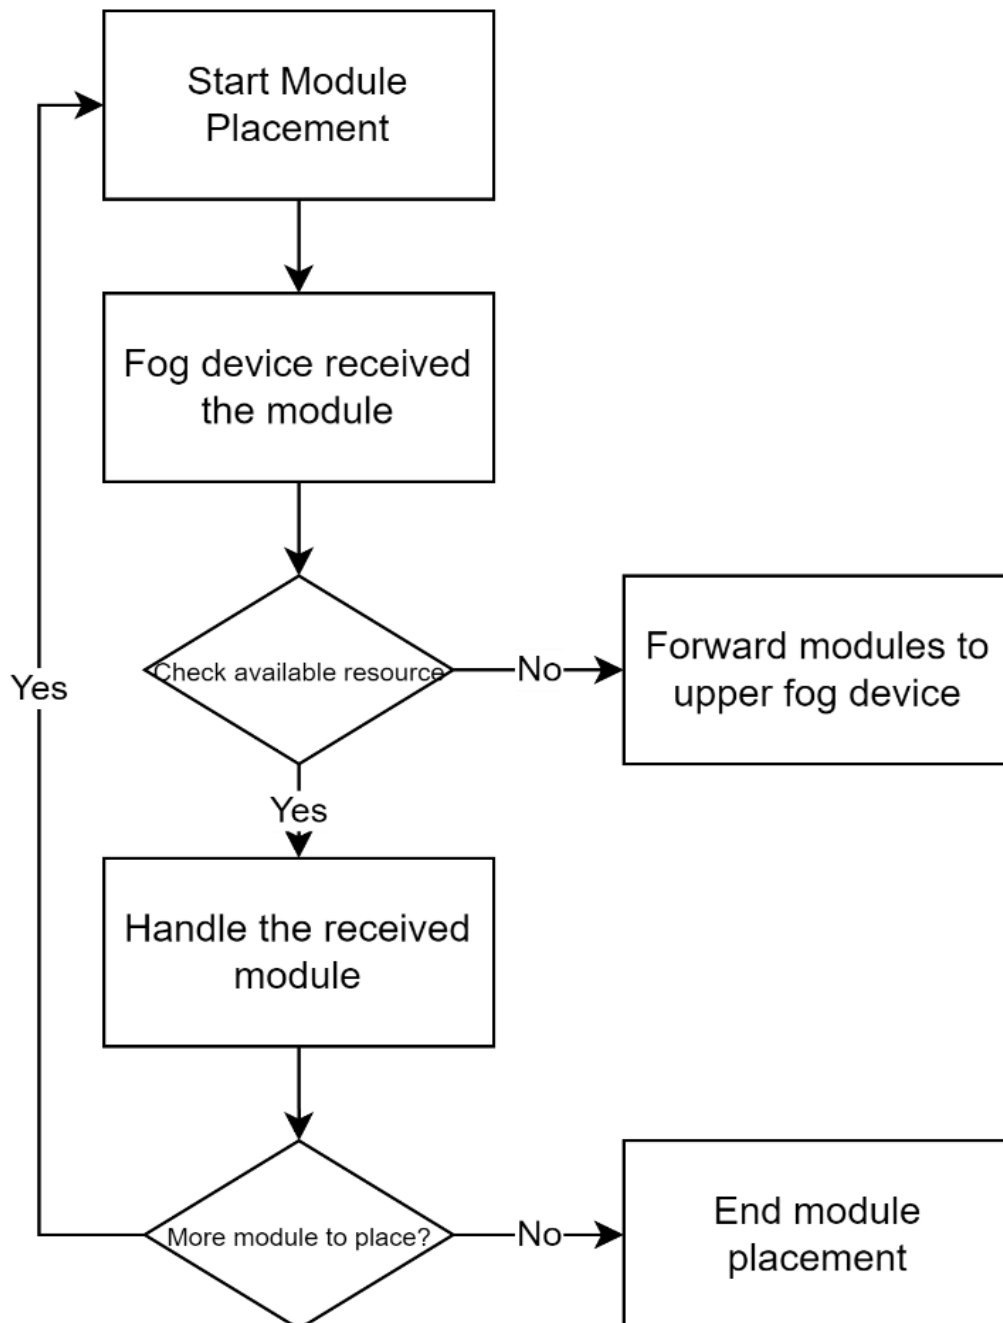 Start Module
Placement
Fog device received
the module
Check available resource
No
Forward modules to
upper fog device
Yes
Yes
Handle the received
module
More module to place?
No
End module
placement